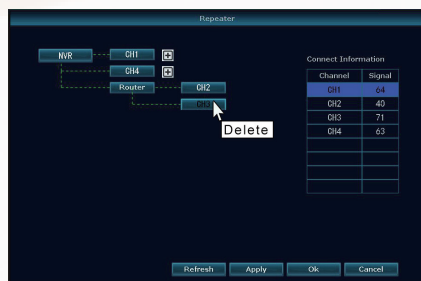 Repeater
NVR
CH1
CH4
Router
CH2
CH3
Delete
Connect Information
Channel Signal
CH1 64
CH2 40
CH3 71
CH4 63
Refresh Apply Ok Cancel